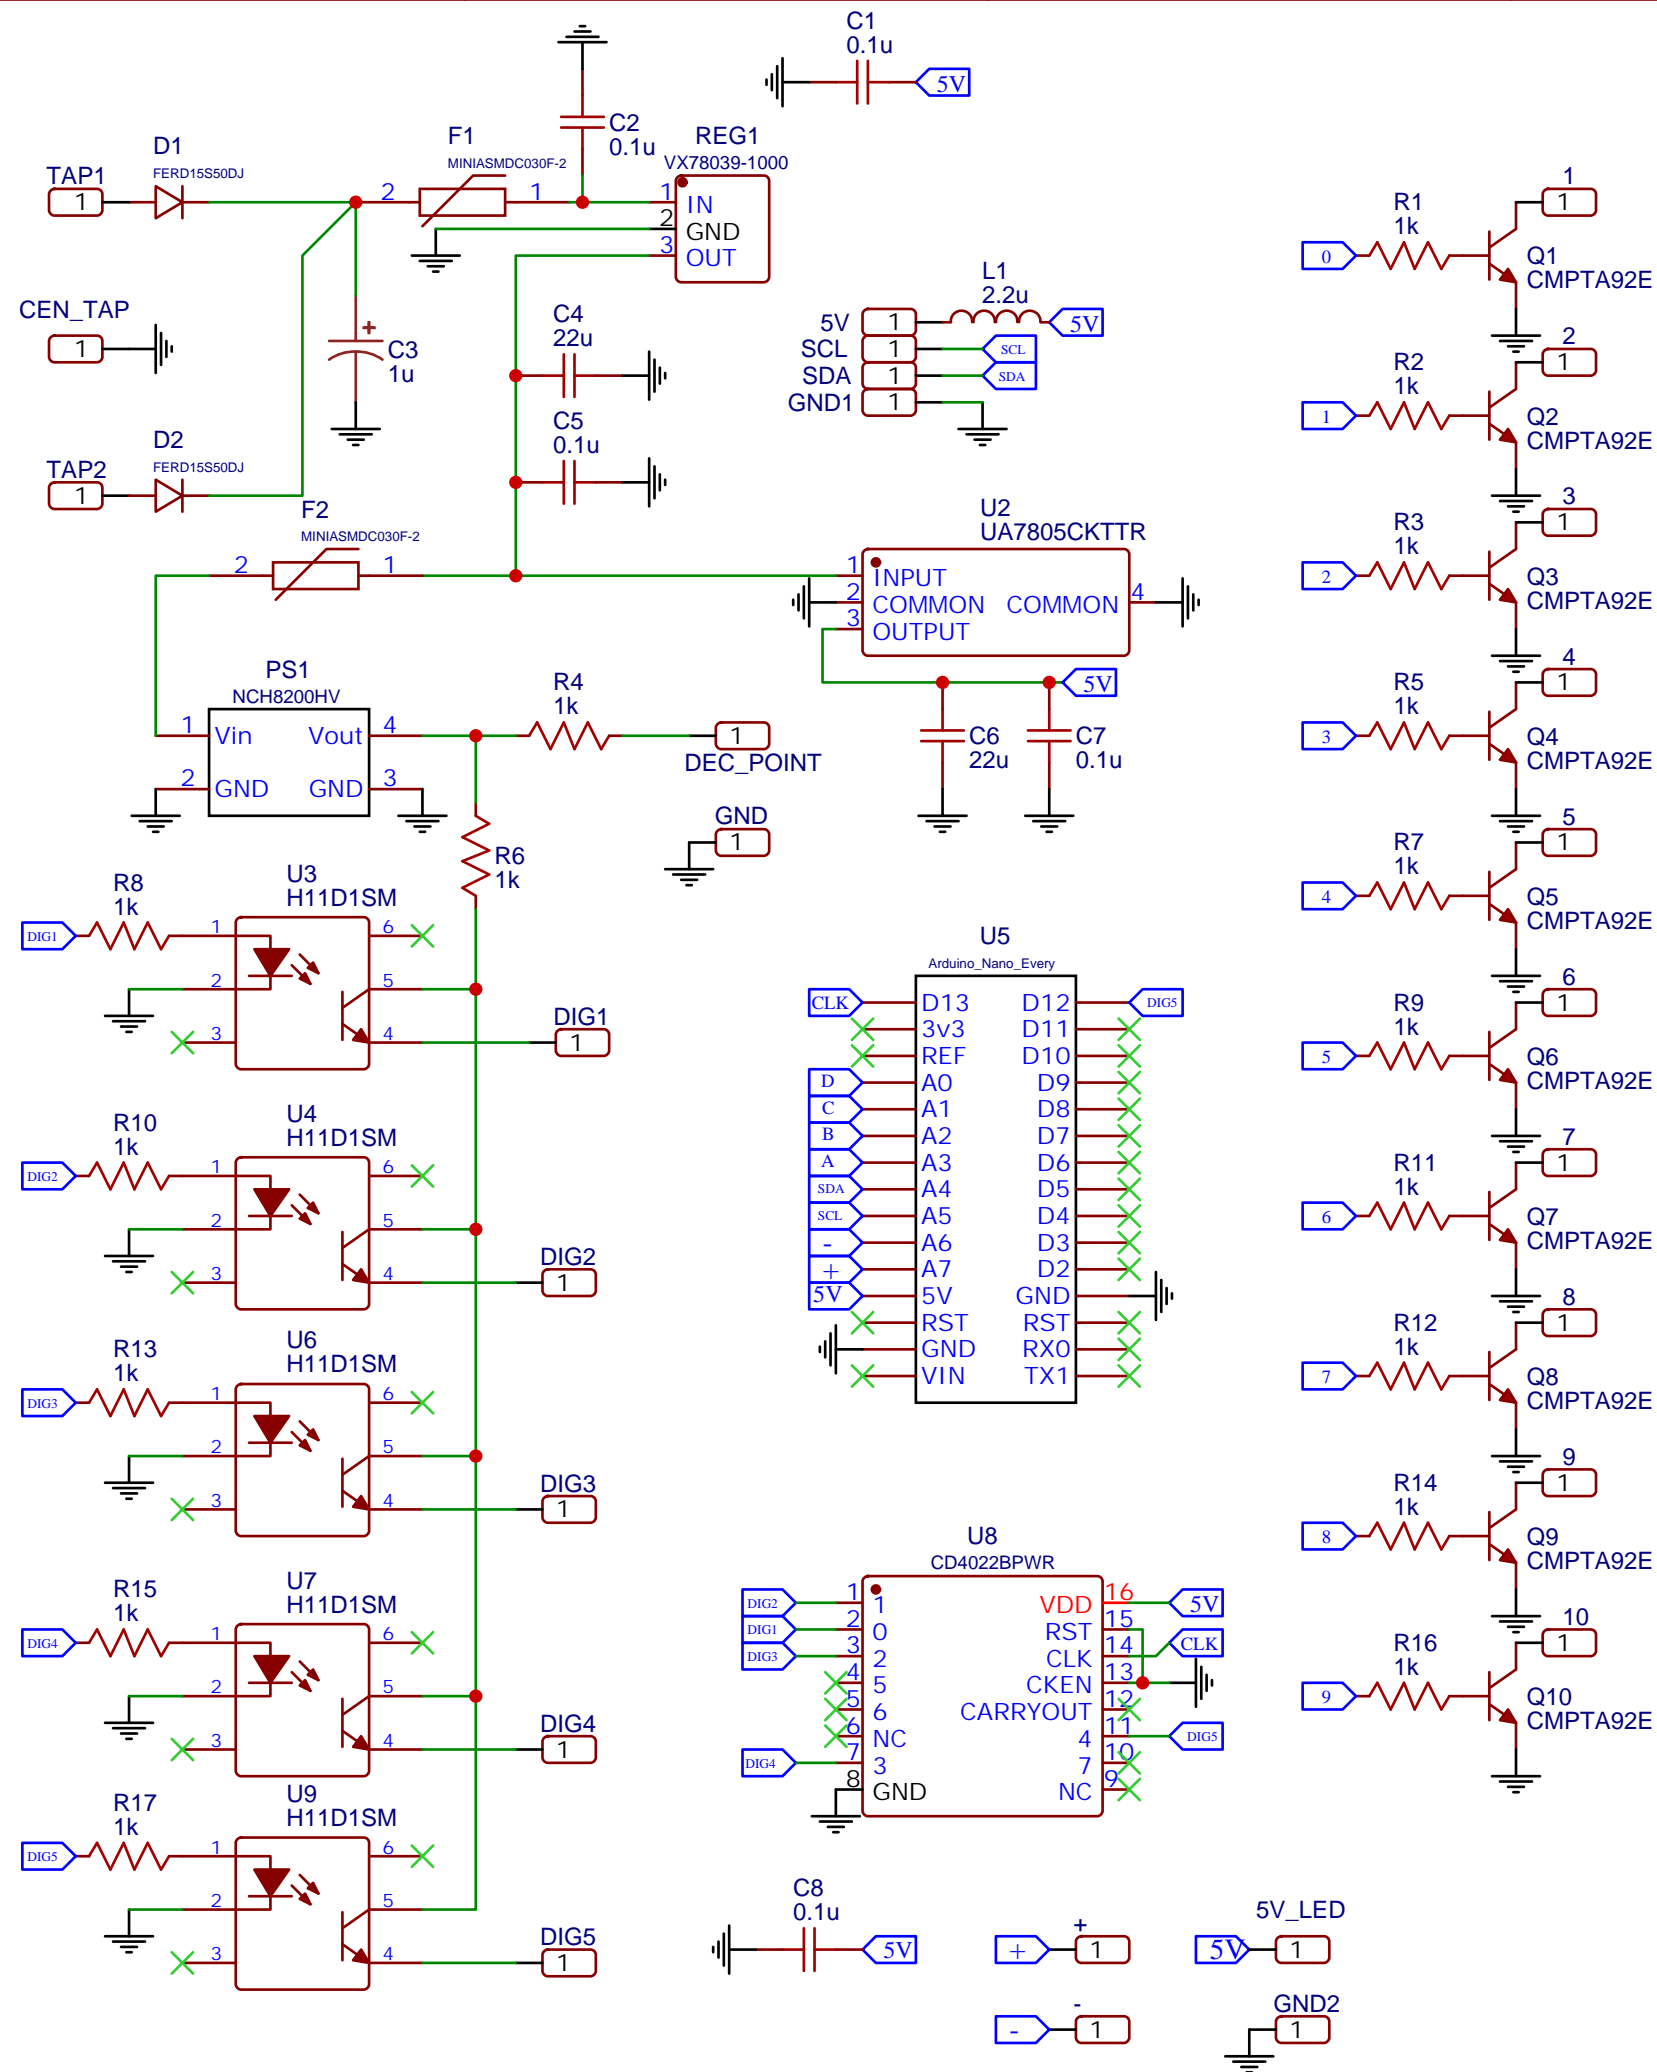 C1
0.1u
5V
C2
0.1u
D1
FERD15S50DJ
TAP1
1
F1
MINIASMDC030F-2
2
1
REG1
VX78039-1000
1
IN
2
GND
3
OUT
CEN_TAP
1
C3
1u
D2
FERD15S50DJ
TAP2
1
C4
22u
C5
0.1u
F2
MINIASMDC030F-2
2
1
L1
2.2u
5V
1
5V
SCL
1
SCL
SDA
1
SDA
GND1
1
U2
UA7805CKTTR
1
INPUT
2
COMMON
COMMON
4
3
OUTPUT
5V
C6
22u
C7
0.1u
PS1
NCH8200HV
1
Vin
Vout
4
2
GND
GND
3
R4
1k
1
DEC_POINT
GND
1
R6
1k
U3
H11D1SM
R8
1k
DIG1
1
6
2
5
3
4
DIG1
1
U4
H11D1SM
R10
1k
DIG2
1
6
2
5
3
4
DIG2
1
U6
H11D1SM
R13
1k
DIG3
1
6
2
5
3
4
DIG3
1
U7
H11D1SM
R15
1k
DIG4
1
6
2
5
3
4
DIG4
1
U9
H11D1SM
R17
1k
DIG5
1
6
2
5
3
4
DIG5
1
U5
Arduino_Nano_Every
CLK
D13
D12
DIG5
3v3
D11
REF
D10
D
A0
D9
C
A1
D8
B
A2
D7
A
A3
D6
SDA
A4
D5
SCL
A5
D4
-
A6
D3
+
A7
D2
5V
5V
GND
RST
RST
GND
RX0
VIN
TX1
U8
CD4022BPWR
DIG2
1
1
VDD
16
5V
DIG1
2
0
RST
15
DIG3
3
2
CLK
14
CLK
4
5
CKEN
13
5
6
CARRYOUT
12
6
NC
4
11
DIG5
DIG4
7
3
7
10
8
GND
NC
9
C8
0.1u
5V
+
+
1
-
-
1
5V_LED
5V
1
GND2
1
1
1
R1
1k
0
Q1
CMPTA92E
2
1
R2
1k
1
Q2
CMPTA92E
3
1
R3
1k
2
Q3
CMPTA92E
4
1
R5
1k
3
Q4
CMPTA92E
5
1
R7
1k
4
Q5
CMPTA92E
6
1
R9
1k
5
Q6
CMPTA92E
7
1
R11
1k
6
Q7
CMPTA92E
8
1
R12
1k
7
Q8
CMPTA92E
9
1
R14
1k
8
Q9
CMPTA92E
10
1
R16
1k
9
Q10
CMPTA92E